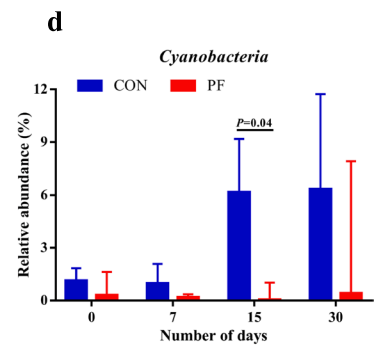 d
Cyanobacteria
CON PF
Relative abundance (%)
12
9
6
3
0
P=0.04
0 7 15 30
Number of days